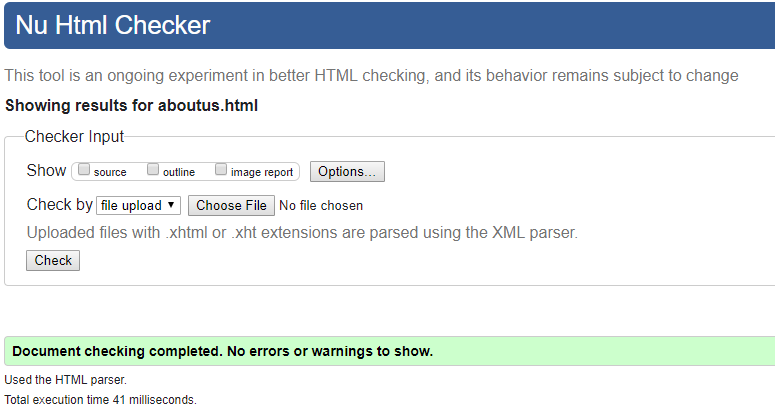 Nu Html Checker
This tool is an ongoing experiment in better HTML checking, and its behavior remains subject to change
Showing results for aboutus.html
Checker Input
Show source outline image report Options...
Check by file upload Choose File No file chosen
Uploaded files with .xhtml or .xht extensions are parsed using the XML parser.
Check
Document checking completed. No errors or warnings to show.
Used the HTML parser.
Total execution time 41 milliseconds.